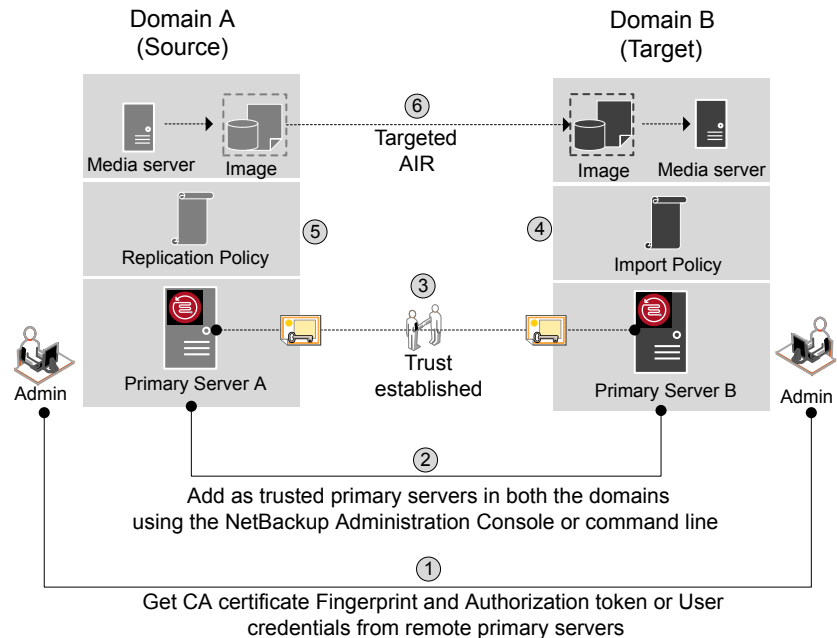 Domain A
(Source)
Domain B
(Target)
6
Targeted
AIR
Media server
Image
Image
Media server
5
4
Replication Policy
Import Policy
3
Trust
established
Primary Server A
Primary Server B
Admin
Admin
2
Add as trusted primary servers in both the domains
using the NetBackup Administration Console or command line
1
Get CA certificate Fingerprint and Authorization token or User
credentials from remote primary servers